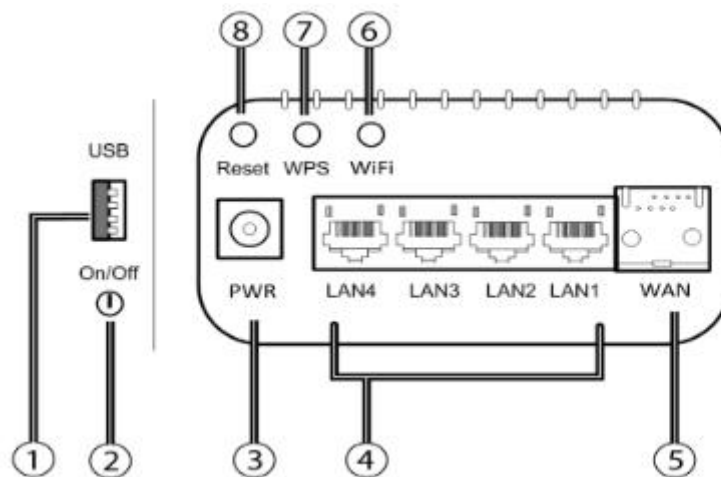 8 7 6
USB
Reset WPS WiFi
On/Off
PWR LAN4 LAN3 LAN2 LAN1 WAN
1 2 3 4 5